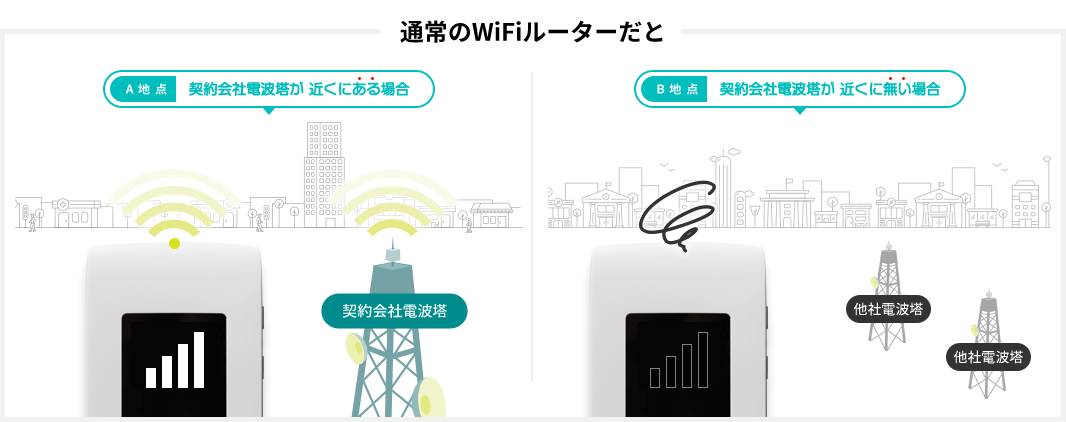 通常のWiFiルーターだと
A 地 点 契約会社電波塔が 近くにある場合
契約会社電波塔
B 地 点 契約会社電波塔が 近くに無い場合
他社電波塔
他社電波塔